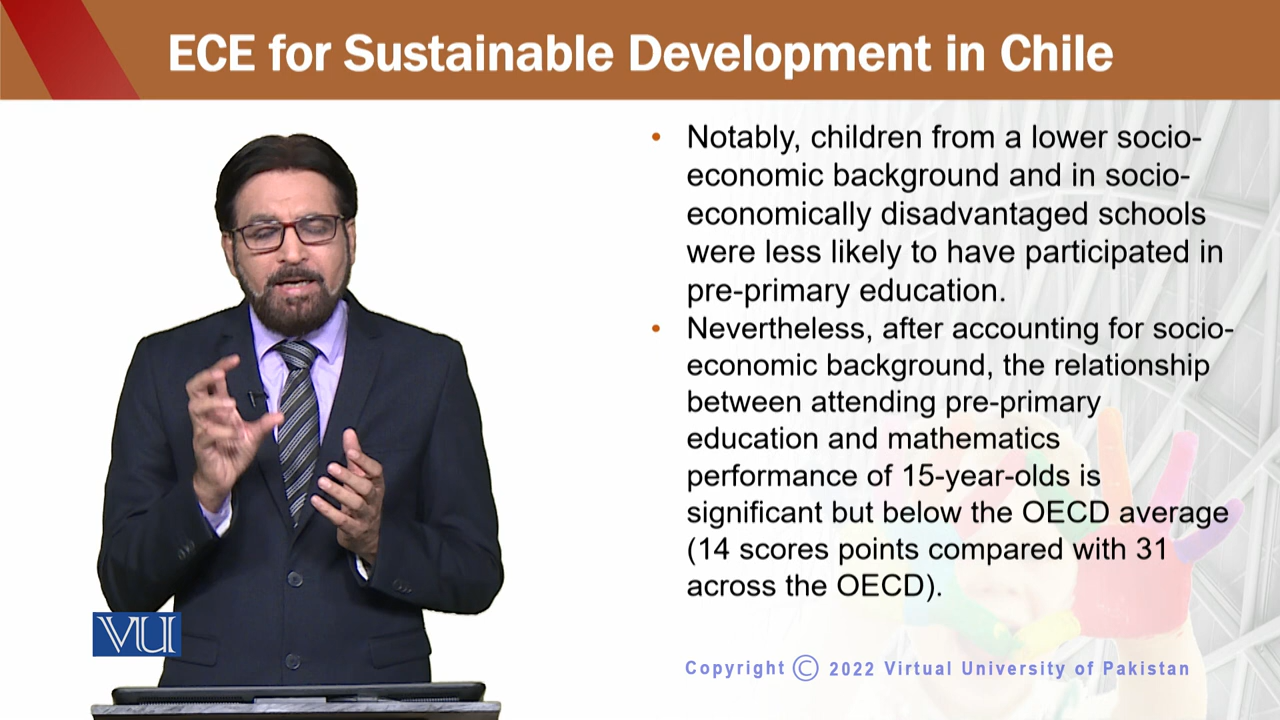 ECE for Sustainable Development in Chile
• Notably, children from a lower socio-
economic background and in socio-
economically disadvantaged schools
were less likely to have participated in
pre-primary education.
• Nevertheless, after accounting for socio-
economic background, the relationship
between attending pre-primary
education and mathematics
performance of 15-year-olds is
significant but below the OECD average
(14 scores points compared with 31
across the OECD).
VU
Copyright © 2022 Virtual University of Pakistan